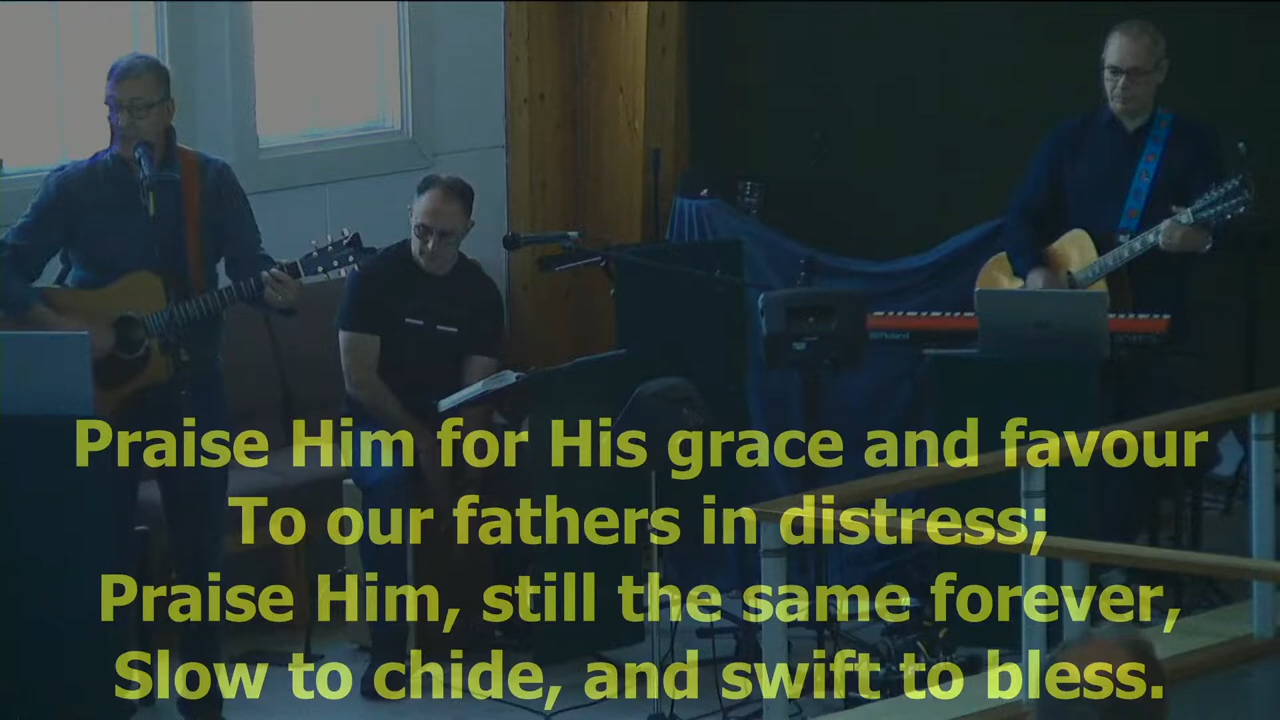 Praise Him for His grace and favour
To our fathers in distress;
Praise Him, still the same forever,
Slow to chide, and swift to bless.
Roland